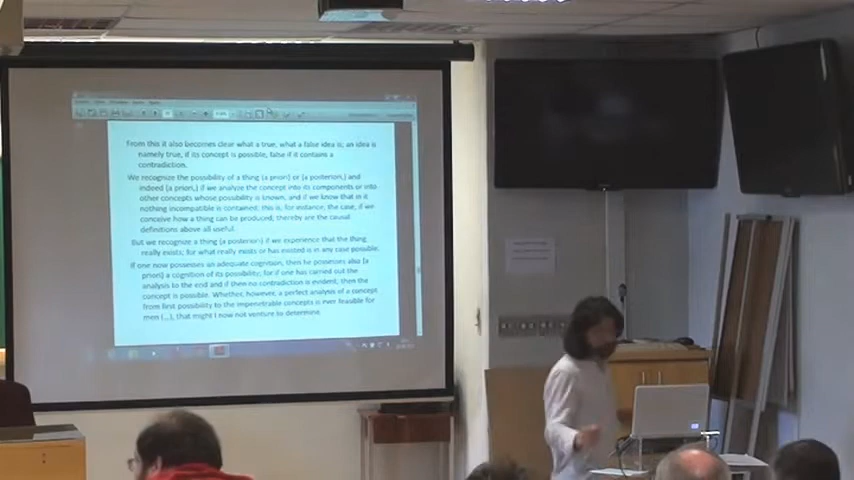 From this it also becomes clear what a true, what a false idea is; an idea is
namely true, if its concept is possible, false if it contains a
contradiction.
We recognize the possibility of a thing (a priori) or (a posteriori,) and
indeed (a priori,) if we analyze the concept into its components or into
other concepts whose possibility is known, and if we know that in it
nothing incompatible is contained; this is, for instance, the case, if we
conceive how a thing can be produced, thereby are the causal
definitions above all useful.
But we recognize a thing (a posteriori) if we experience that the thing
really exists; for what really exists or has existed is in any case possible.
If one now possesses an adequate cognition, then he possesses also (a
priori) a cognition of its possibility; for if one has carried out the
analysis to the end and if then no contradiction is evident, then the
concept is possible. Whether, however, a perfect analysis of a concept
from first possibility to the impenetrable concepts is ever feasible for
men (...), that might I now not venture to determine.